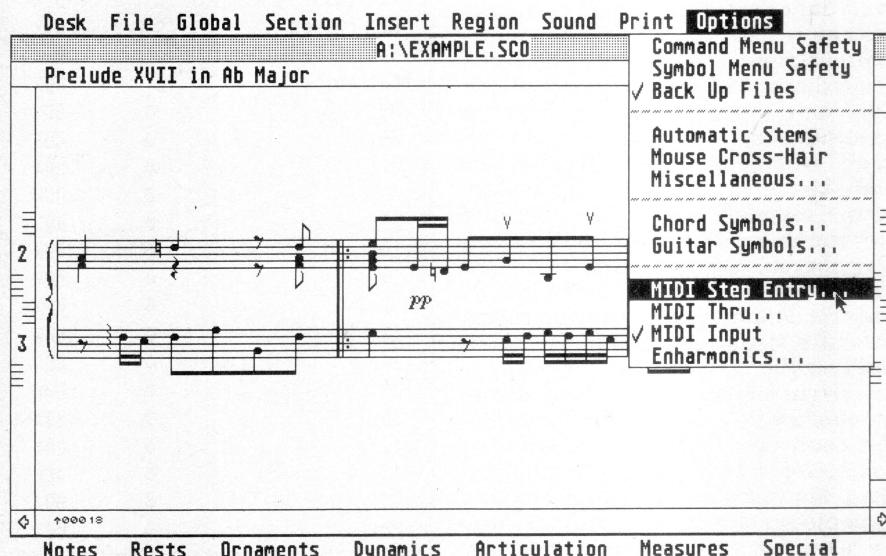 Desk File Global Section Insert Region Sound Print Options
A:\EXAMPLE.SCO
Prelude XVII in Ab Major
Command Menu Safety
Symbol Menu Safety
√ Back Up Files
Automatic Stems
Mouse Cross-Hair
Miscellaneous...
Chord Symbols...
Guitar Symbols...
MIDI Step Entry...
MIDI Thru...
√ MIDI Input
Enharmonics...
2
pp
3
↑00018
Notes Rests Ornaments Dynamics Articulation Measures Special